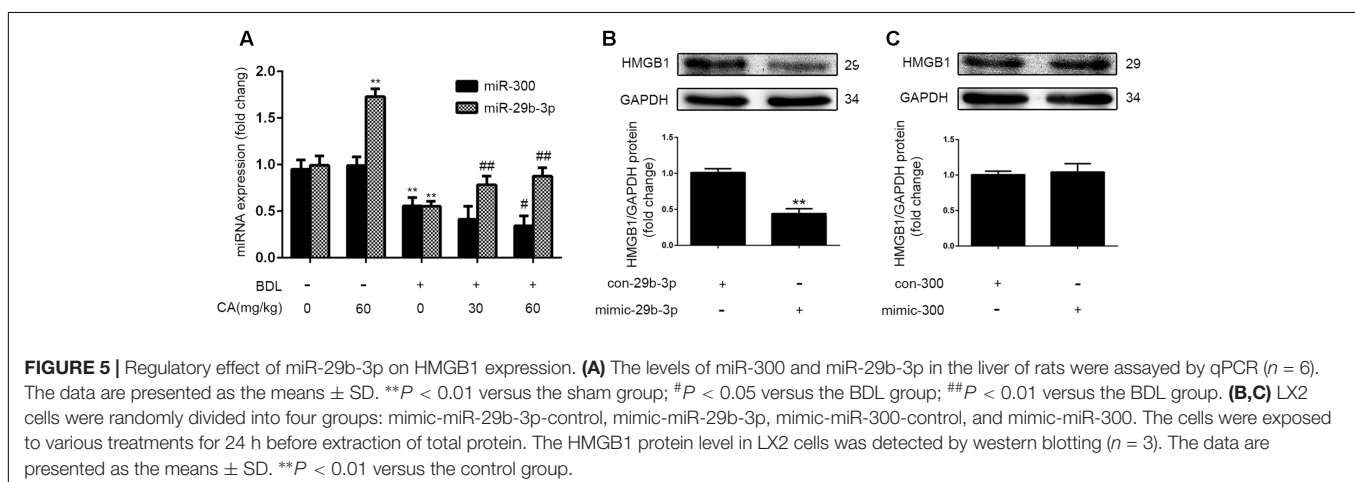 A
B
C
2.0
1.5
1.0
0.5
0.0
miRNA expression (fold chang)
**
** **
##
#
##
miR-300
miR-29b-3p
BDL - - + + +
CA(mg/kg) 0 60 0 30 60
HMGB1 29
GAPDH 34
HMGB1/GAPDH protein
(fold change)
1.5
1.0
0.5
0.0
**
con-29b-3p + -
mimic-29b-3p - +
HMGB1 29
GAPDH 34
HMGB1/GAPDH protein
(fold change)
1.5
1.0
0.5
0.0
con-300 + -
mimic-300 - +
FIGURE 5 | Regulatory effect of miR-29b-3p on HMGB1 expression. (A) The levels of miR-300 and miR-29b-3p in the liver of rats were assayed by qPCR (n = 6).
The data are presented as the means ± SD. **P < 0.01 versus the sham group; #P < 0.05 versus the BDL group; ##P < 0.01 versus the BDL group. (B,C) LX2
cells were randomly divided into four groups: mimic-miR-29b-3p-control, mimic-miR-29b-3p, mimic-miR-300-control, and mimic-miR-300. The cells were exposed
to various treatments for 24 h before extraction of total protein. The HMGB1 protein level in LX2 cells was detected by western blotting (n = 3). The data are
presented as the means ± SD. **P < 0.01 versus the control group.